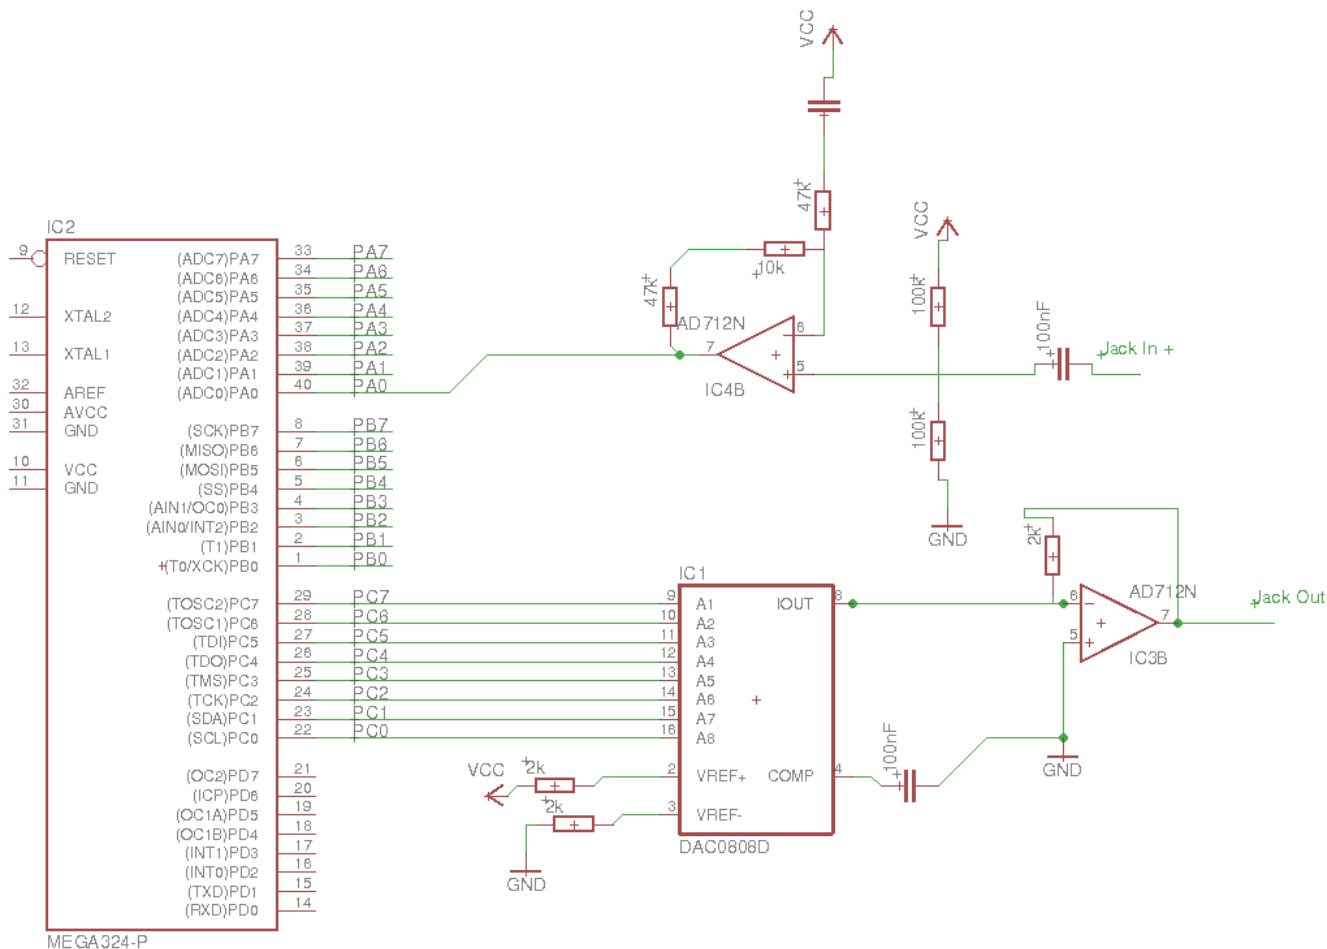 VCC
47k
10k
47k
AD712N
7
6
5
IC4B
VCC
100k
100k
GND
100nF
Jack In +
IC2
9 RESET
12 XTAL2
13 XTAL1
32 AREF
30 AVCC
31 GND
10 VCC
11 GND
(ADC7)PA7 33 PA7
(ADC6)PA6 34 PA6
(ADC5)PA5 35 PA5
(ADC4)PA4 36 PA4
(ADC3)PA3 37 PA3
(ADC2)PA2 38 PA2
(ADC1)PA1 39 PA1
(ADC0)PA0 40 PA0
(SCK)PB7 8 PB7
(MISO)PB6 7 PB6
(MOSI)PB5 6 PB5
(SS)PB4 5 PB4
(AIN1/OC0)PB3 4 PB3
(AIN0/INT2)PB2 3 PB2
(T1)PB1 2 PB1
(T0/XCK)PB0 1 PB0
(TOSC2)PC7 29 PC7
(TOSC1)PC6 28 PC6
(TDI)PC5 27 PC5
(TDO)PC4 26 PC4
(TMS)PC3 25 PC3
(TCK)PC2 24 PC2
(SDA)PC1 23 PC1
(SCL)PC0 22 PC0
(OC2)PD7 21
(ICP)PD6 20
(OC1A)PD5 19
(OC1B)PD4 18
(INT1)PD3 17
(INT0)PD2 16
(TXD)PD1 15
(RXD)PD0 14
MEGA324-P
IC1
9 A1
10 A2
11 A3
12 A4
13 A5
14 A6
15 A7
16 A8
2 VREF+
3 VREF-
IOUT 8
COMP 4
DAC0808D
VCC
2k
2k
GND
100nF
GND
2k
AD712N
6
5
7
IC3B
Jack Out